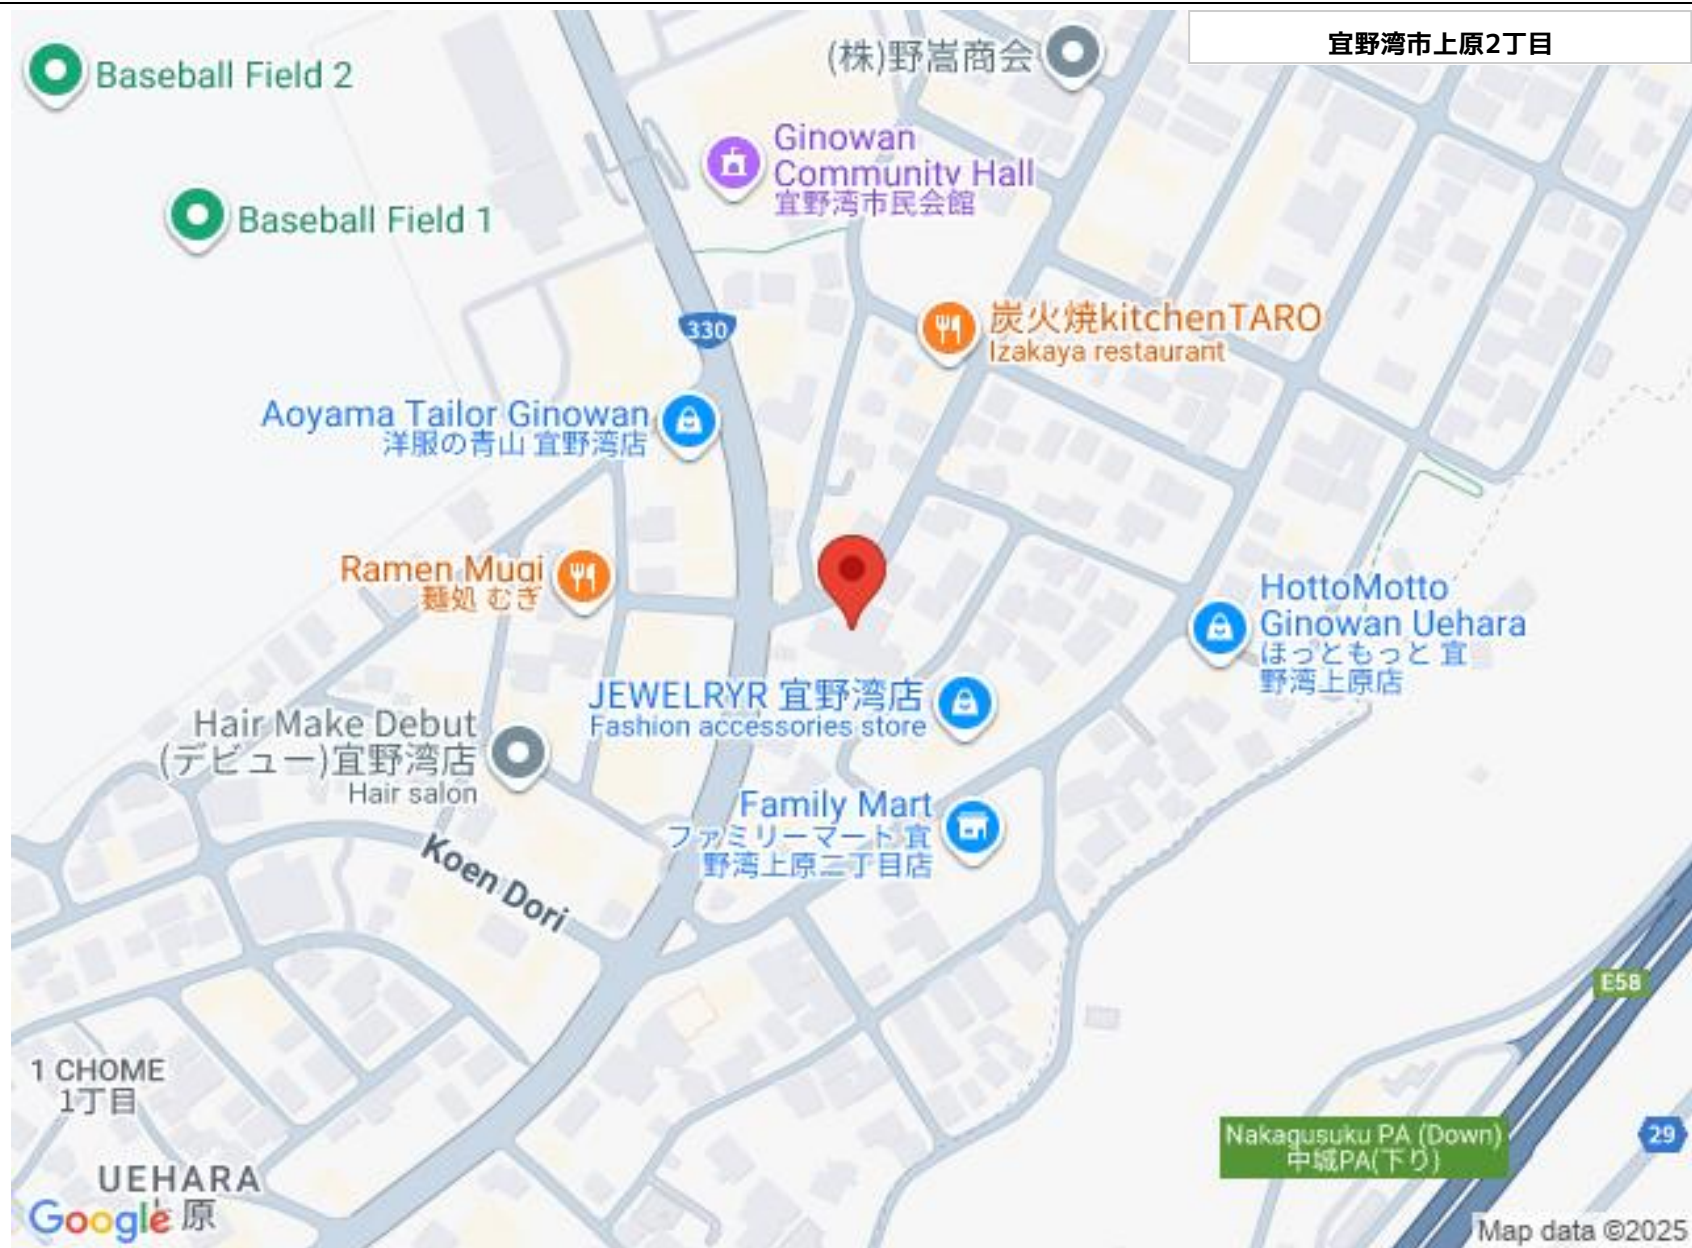 宜野湾市上原2丁目
(株)野嵩商会
Baseball Field 2
Ginowan
Community Hall
宜野湾市民会館
Baseball Field 1
330
炭火焼kitchenTARO
Izakaya restaurant
Aoyama Tailor Ginowan
洋服の青山 宜野湾店
Ramen Mugi
麺処 むぎ
HottoMotto
Ginowan Uehara
ほっともっと 宜
野湾上原店
JEWELRYR 宜野湾店
Fashion accessories store
Hair Make Debut
(デビュー)宜野湾店
Hair salon
Family Mart
ファミリーマート 宜
野湾上原二丁目店
Koen Dori
E58
1 CHOME
1丁目
Nakagusuku PA (Down)
中城PA(下り)
29
UEHARA
上原
Google
Map data ©2025